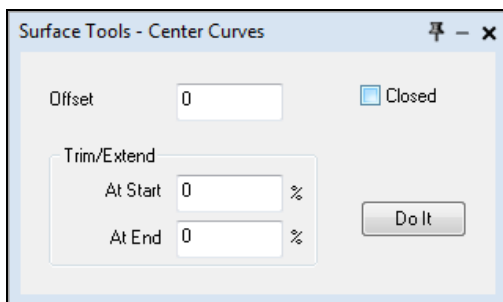 Surface Tools - Center Curves
Offset 0 Closed
Trim/Extend
At Start 0 %
At End 0 %
Do It